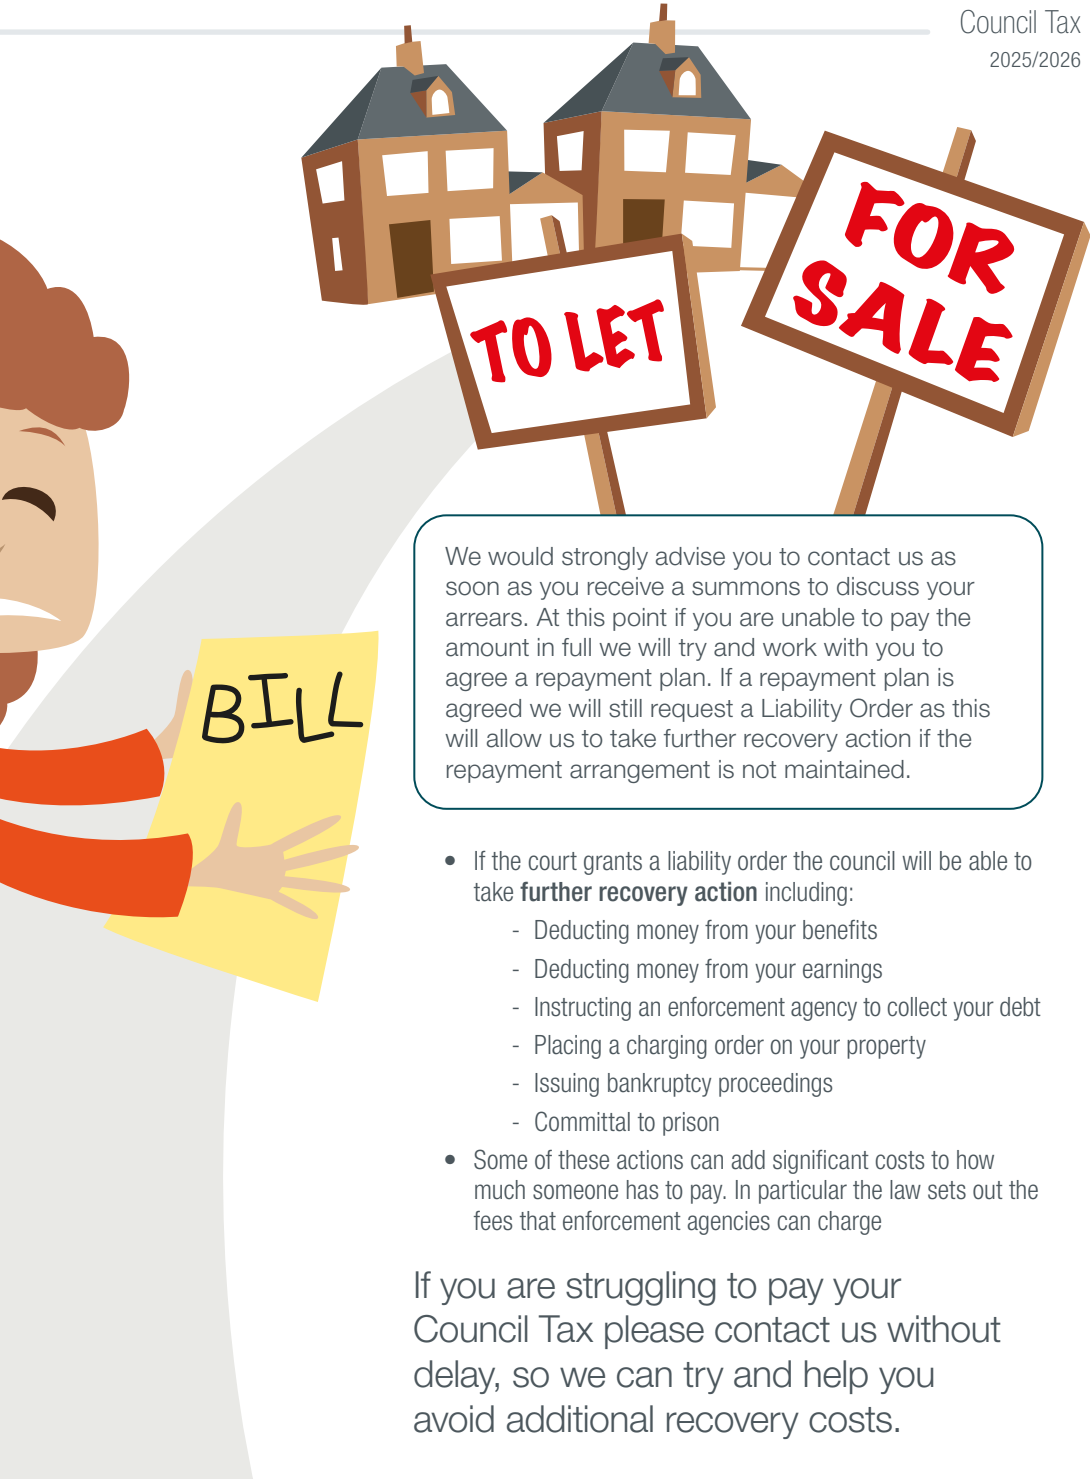 Council Tax
2025/2026
FOR
SALE
TO LET
BILL
We would strongly advise you to contact us as
soon as you receive a summons to discuss your
arrears. At this point if you are unable to pay the
amount in full we will try and work with you to
agree a repayment plan. If a repayment plan is
agreed we will still request a Liability Order as this
will allow us to take further recovery action if the
repayment arrangement is not maintained.
• If the court grants a liability order the council will be able to
take further recovery action including:
- Deducting money from your benefits
- Deducting money from your earnings
- Instructing an enforcement agency to collect your debt
- Placing a charging order on your property
- Issuing bankruptcy proceedings
- Committal to prison
• Some of these actions can add significant costs to how
much someone has to pay. In particular the law sets out the
fees that enforcement agencies can charge
If you are struggling to pay your
Council Tax please contact us without
delay, so we can try and help you
avoid additional recovery costs.